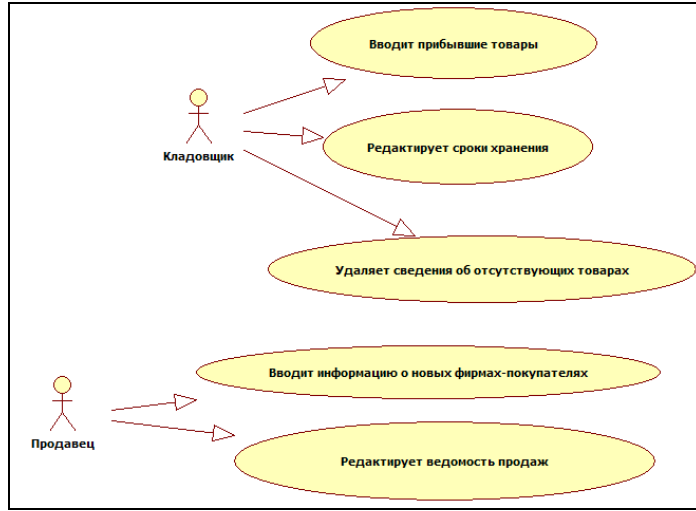 Вводит прибывшие товары
Кладовщик
Редактирует сроки хранения
Удаляет сведения об отсутствующих товарах
Вводит информацию о новых фирмах-покупателях
Продавец
Редактирует ведомость продаж